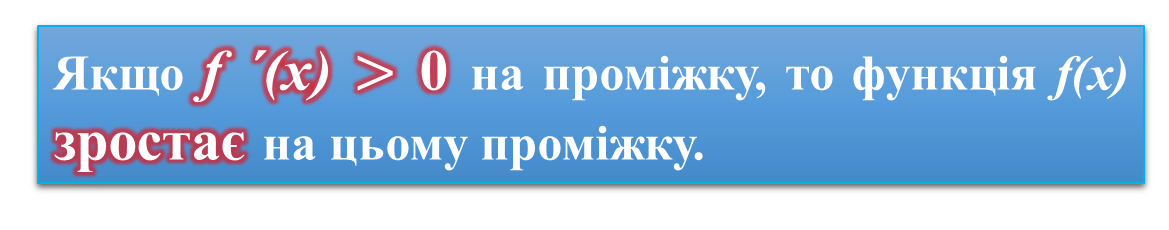 Якщо f ´(x) > 0 на проміжку, то функція f(x)
зростає на цьому проміжку.